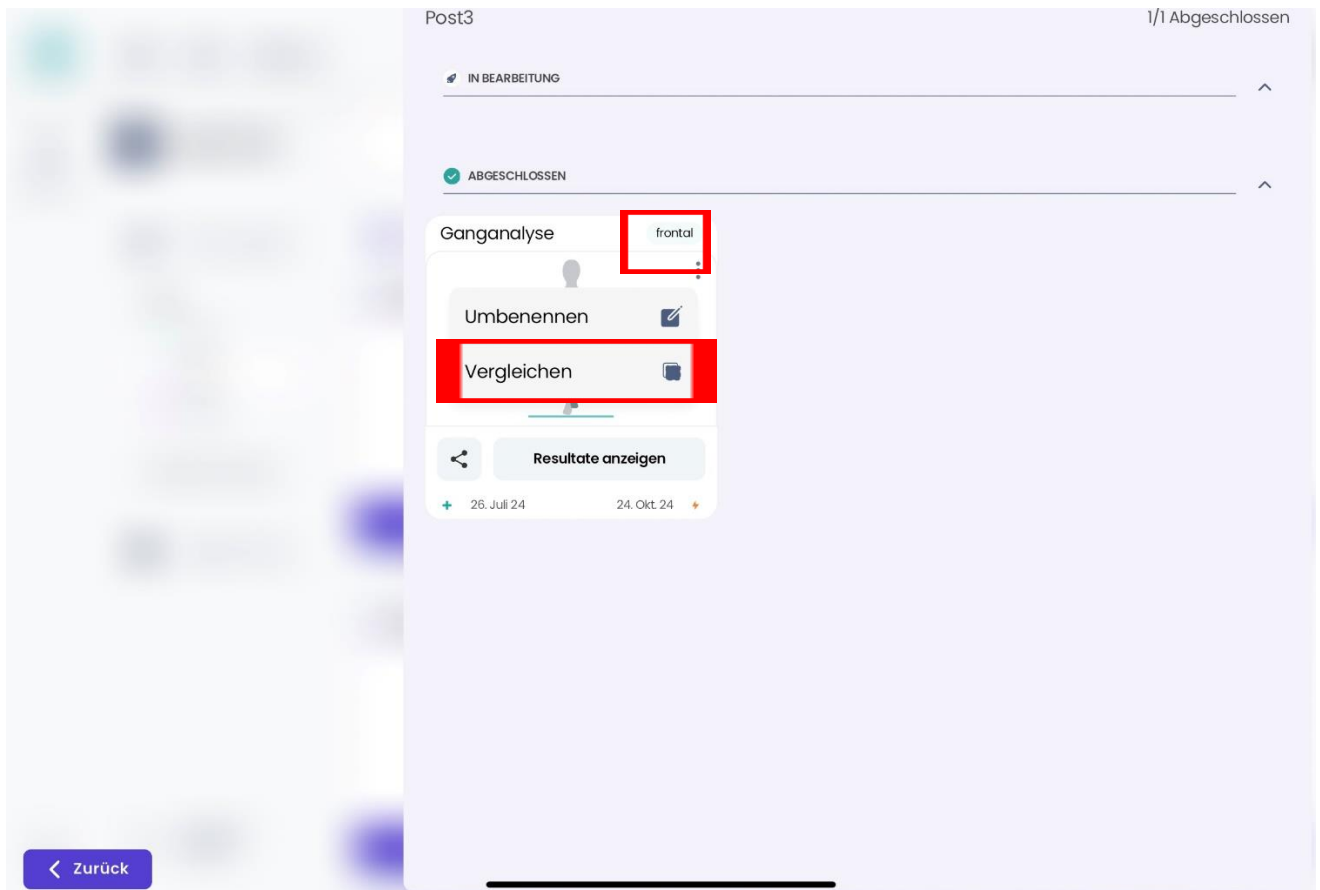 Post3 1/1 Abgeschlossen
IN BEARBEITUNG
ABGESCHLOSSEN
Ganganalyse frontal
Umbenennen
Vergleichen
Resultate anzeigen
26. Juli 24 24. Okt. 24
Zurück